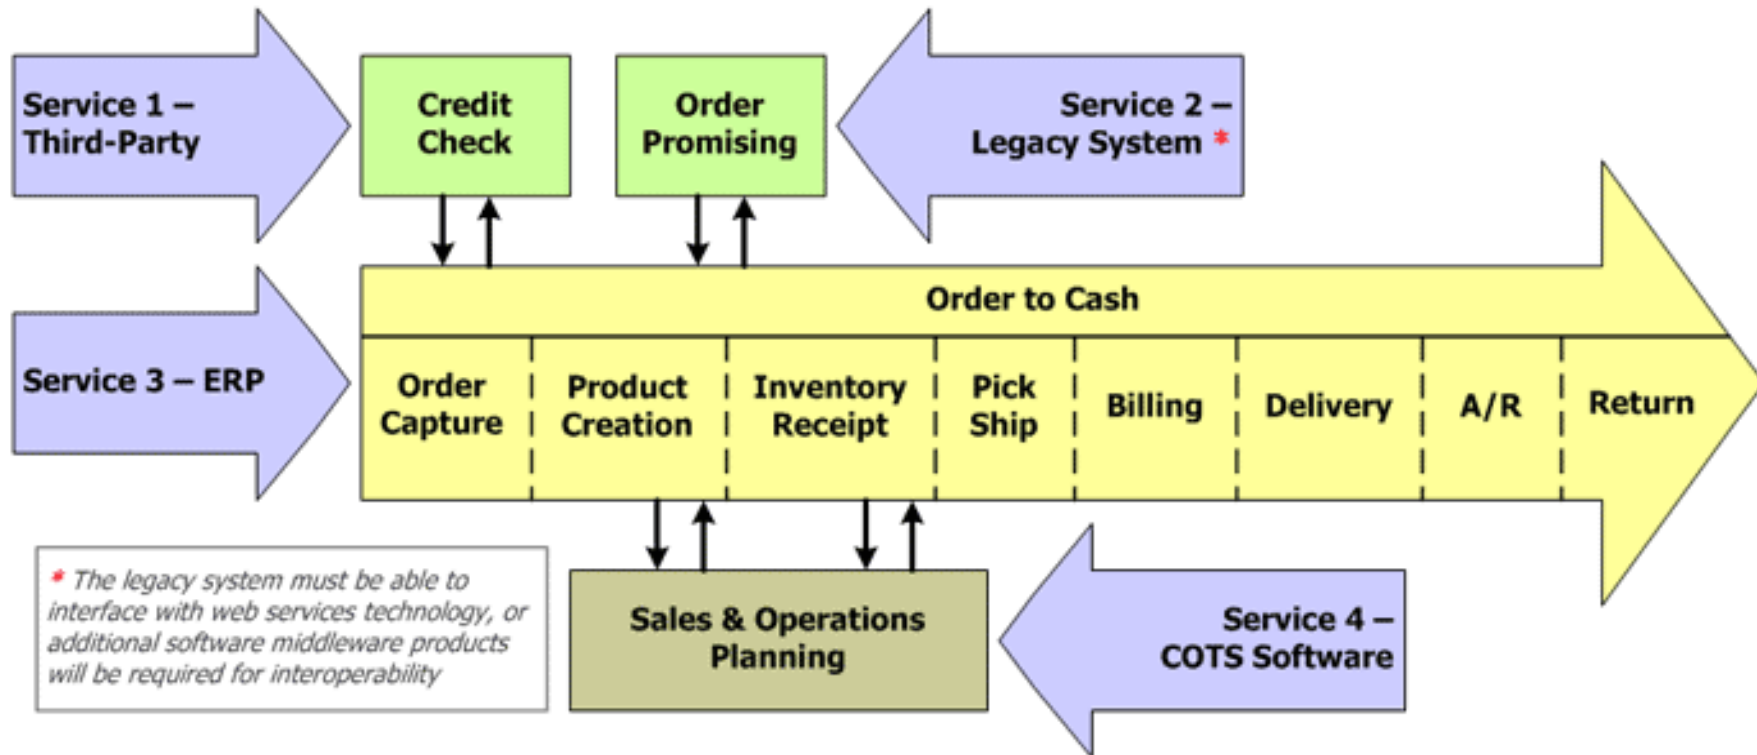 Service 1 –
Third-Party
Credit
Check
Order
Promising
Service 2 –
Legacy System *
Order to Cash
Service 3 – ERP
Order
Capture
Product
Creation
Inventory
Receipt
Pick
Ship
Billing
Delivery
A/R
Return
* The legacy system must be able to
interface with web services technology, or
additional software middleware products
will be required for interoperability
Sales & Operations
Planning
Service 4 –
COTS Software